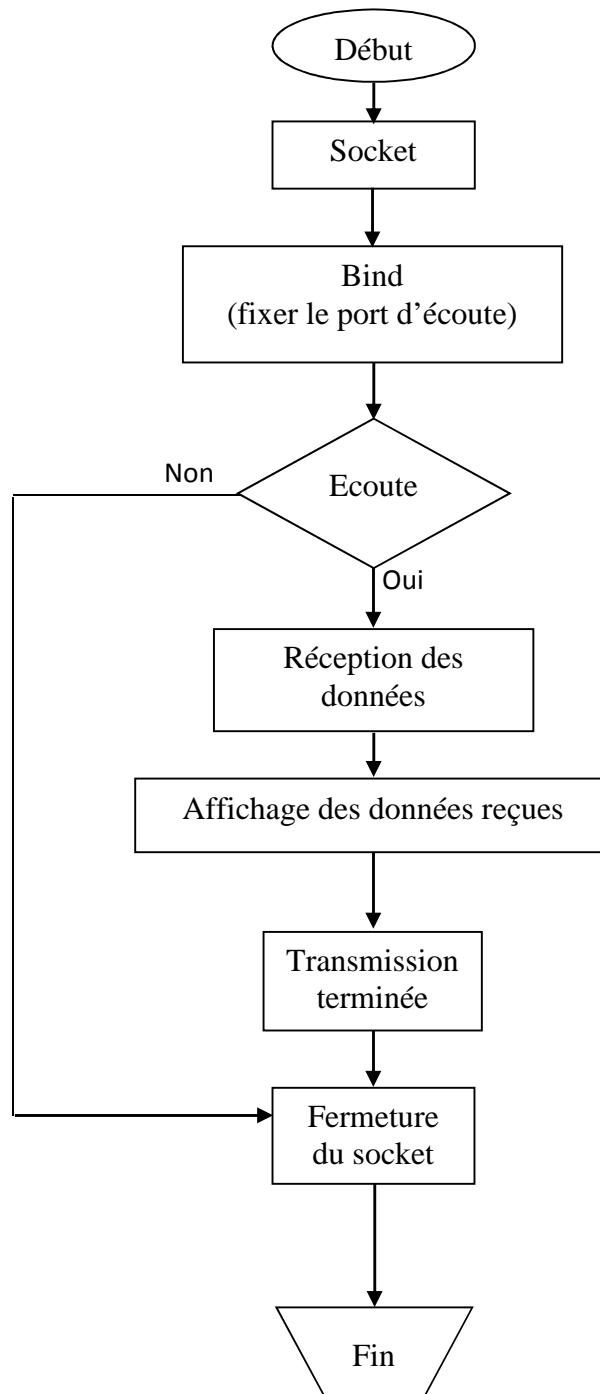 Début
Socket
Bind
(fixer le port d’écoute)
Non
Ecoute
Oui
Réception des
données
Affichage des données reçues
Transmission
terminée
Fermeture
du socket
Fin